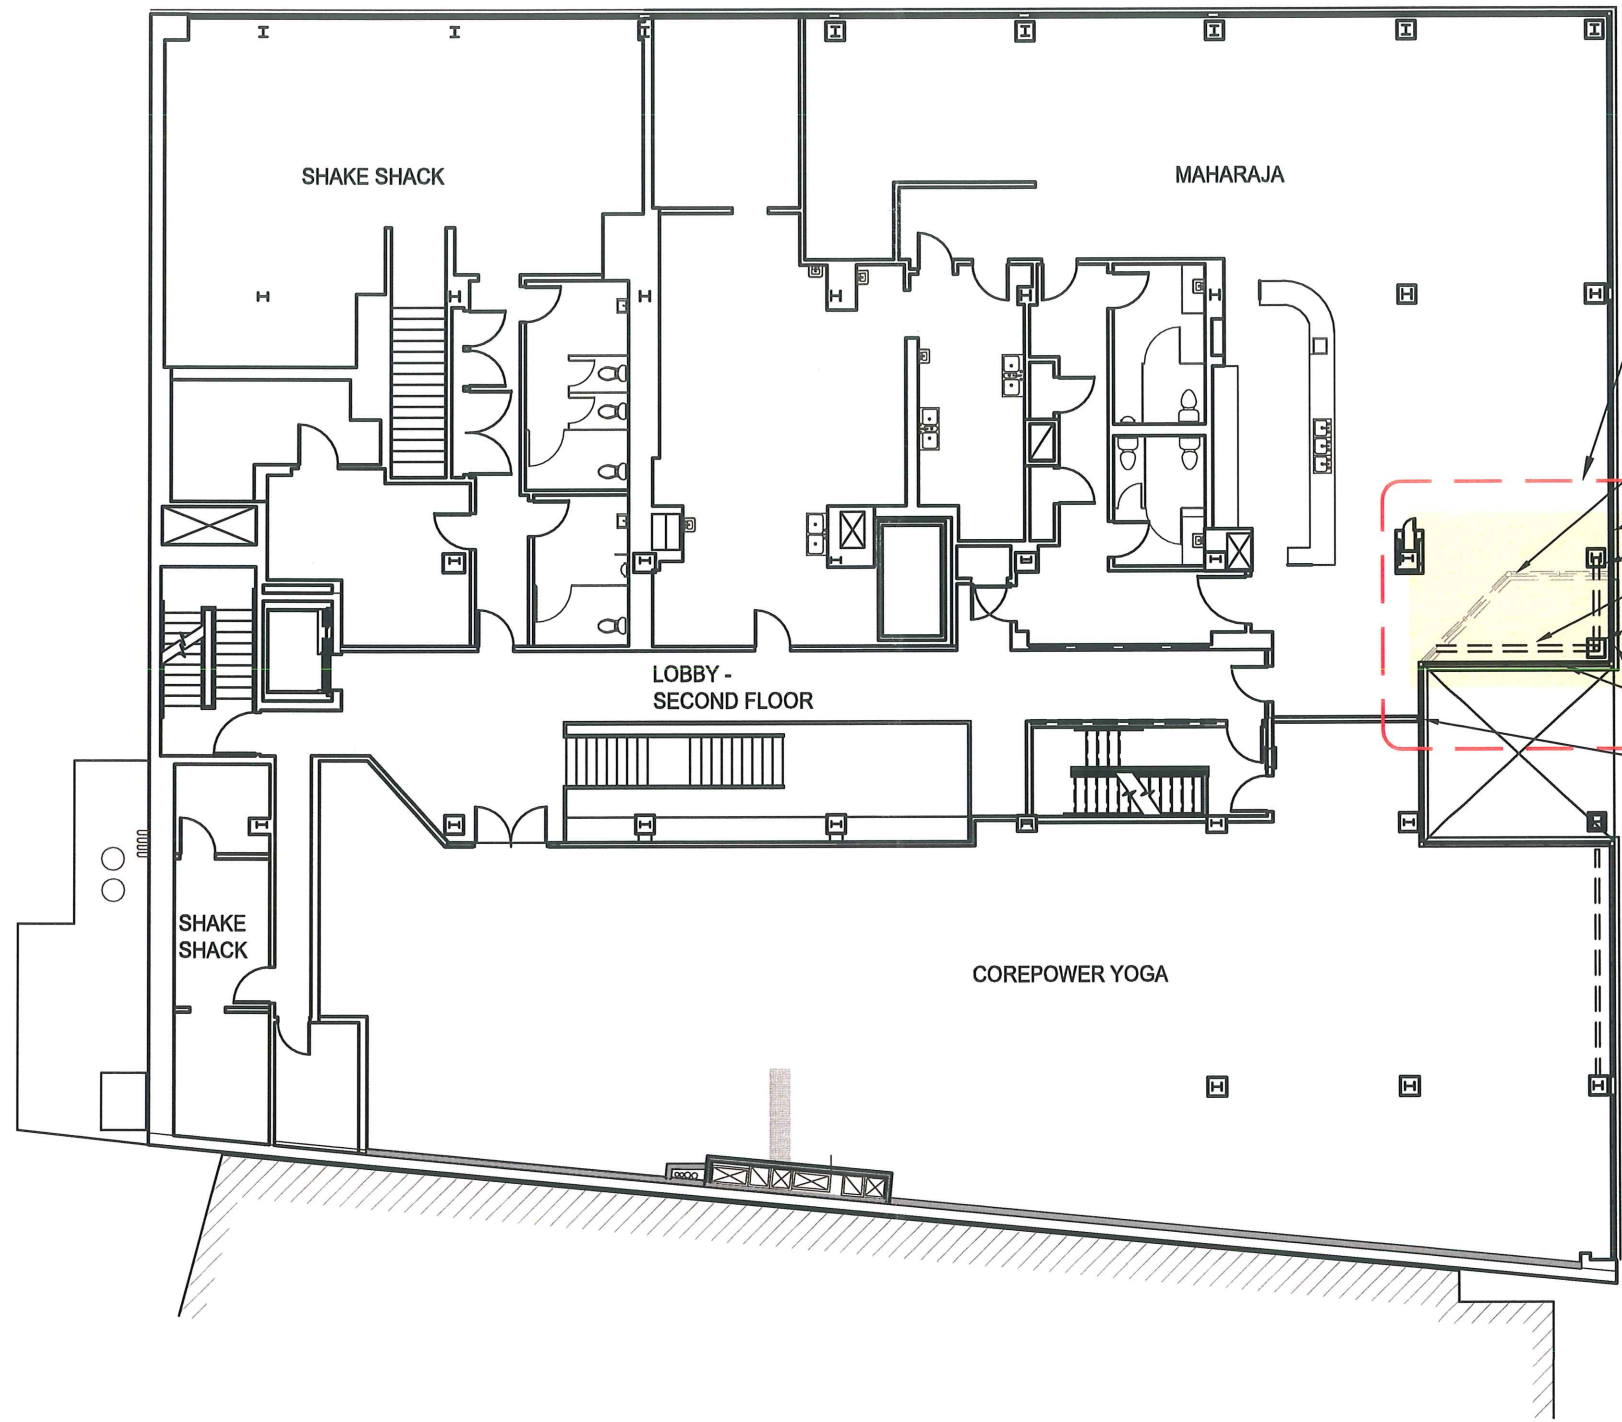 SHAKE SHACK
MAHARAJA
LOBBY -
SECOND FLOOR
SHAKE
SHACK
COREPOWER YOGA